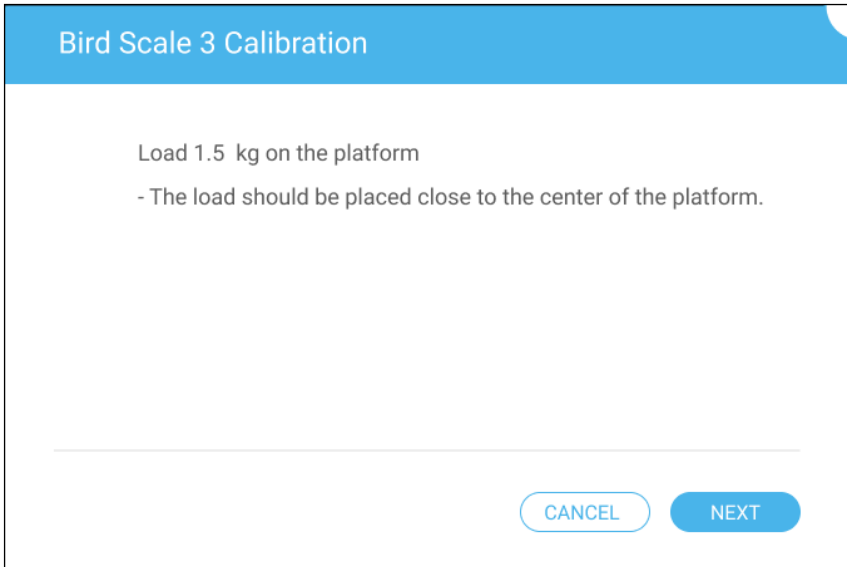 Bird Scale 3 Calibration
Load 1.5  kg on the platform
- The load should be placed close to the center of the platform.
CANCEL
NEXT